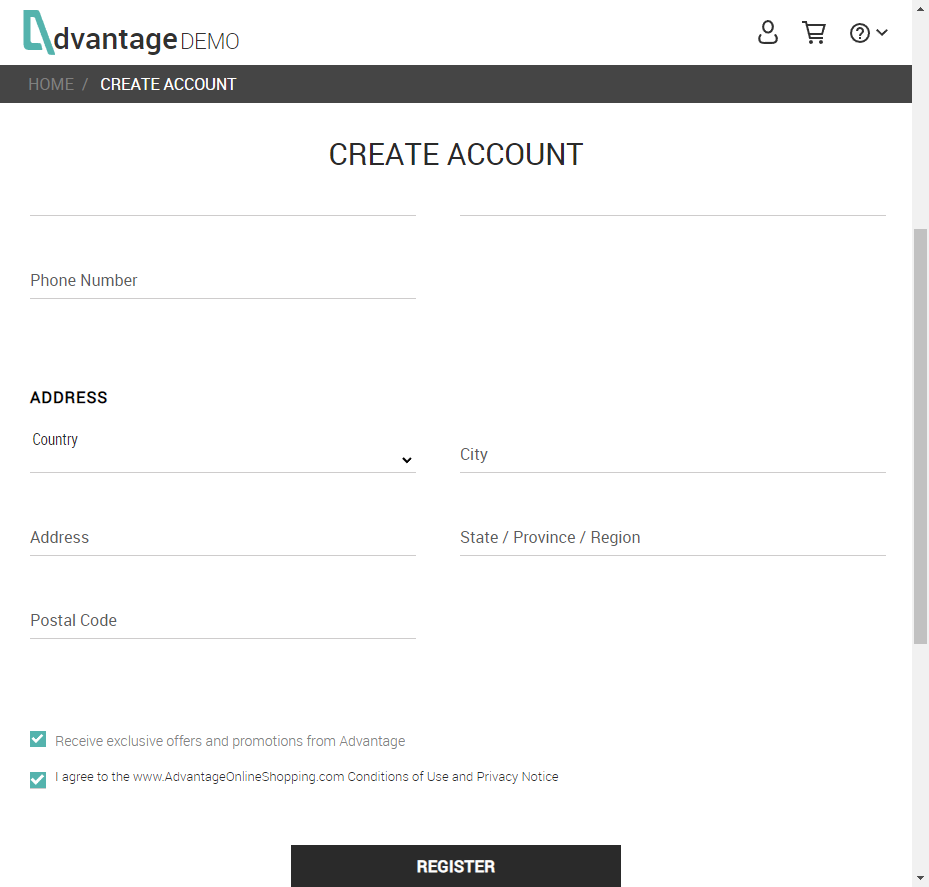 Advantage DEMO
HOME / CREATE ACCOUNT
CREATE ACCOUNT
Phone Number
ADDRESS
Country
City
Address
State / Province / Region
Postal Code
Receive exclusive offers and promotions from Advantage
I agree to the www.AdvantageOnlineShopping.com Conditions of Use and Privacy Notice
REGISTER